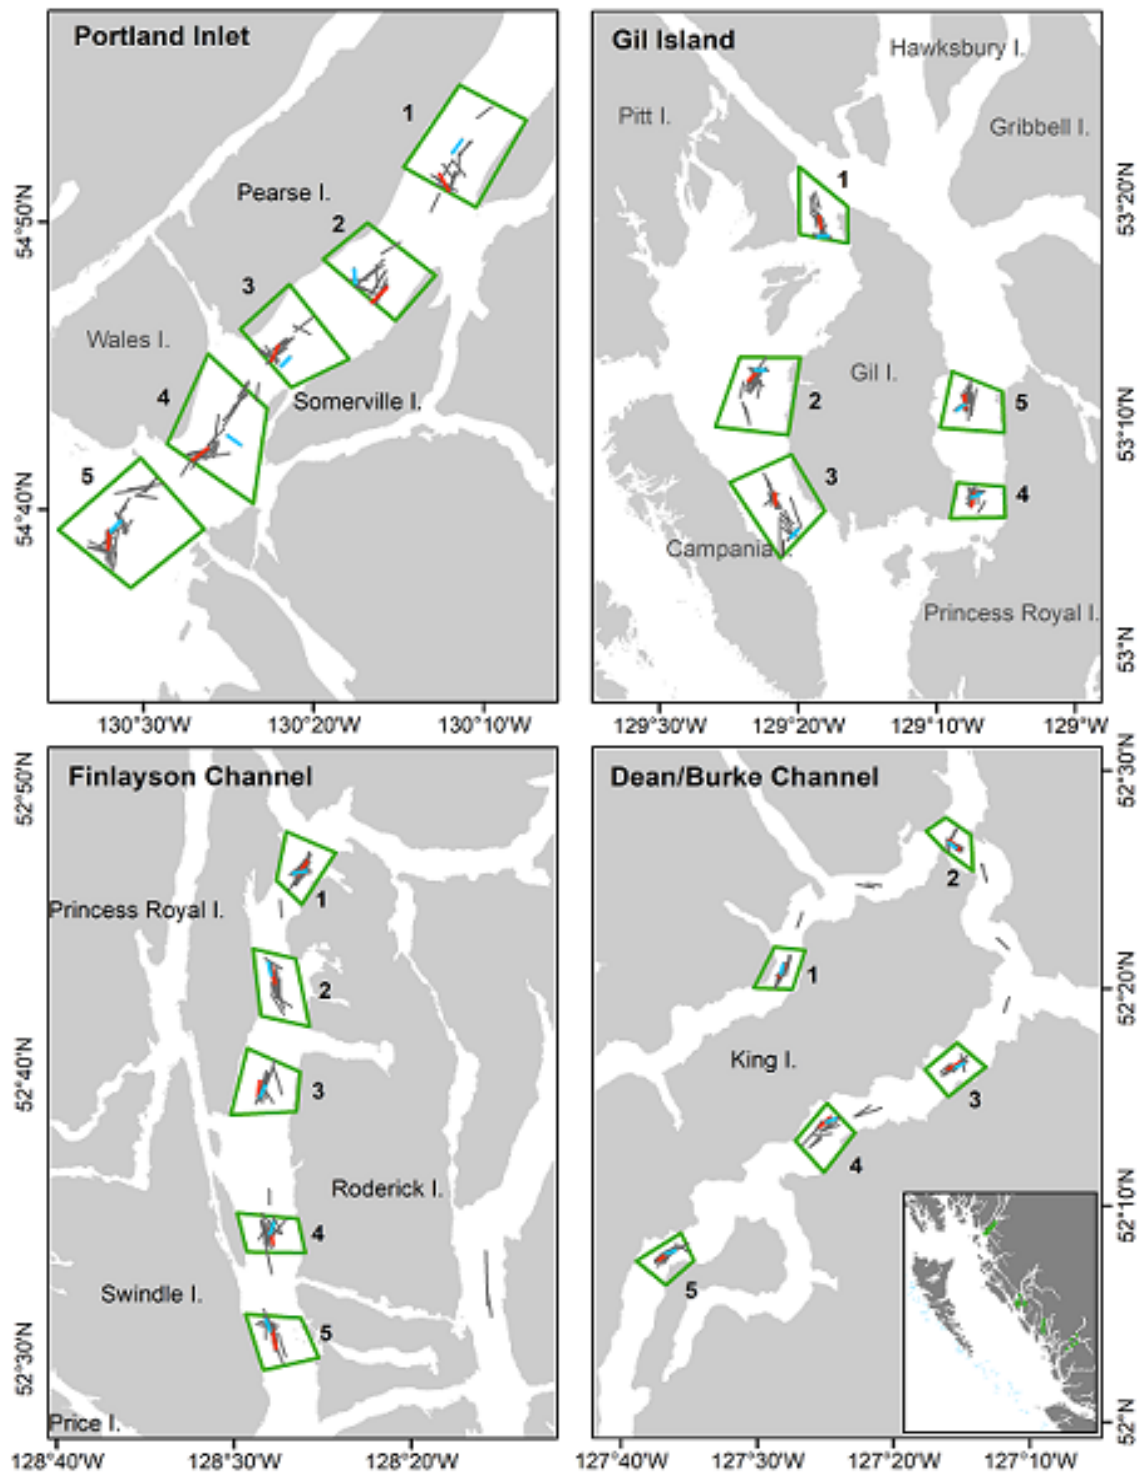 Portland Inlet
1
Pearse I.
2
3
Wales I.
4
Somerville I.
5
54°50'N
54°40'N
130°30'W
130°20'W
130°10'W
Gil Island
Hawksbury I.
Pitt I.
Gribbell I.
1
Gil I.
2
5
3
4
Campania I.
Princess Royal I.
53°20'N
53°10'N
53°N
129°30'W
129°20'W
129°10'W
129°W
Finlayson Channel
1
Princess Royal I.
2
3
Roderick I.
4
Swindle I.
5
Price I.
52°50'N
52°40'N
52°30'N
128°40'W
128°30'W
128°20'W
Dean/Burke Channel
2
1
King I.
3
4
5
52°30'N
52°20'N
52°10'N
52°N
127°40'W
127°30'W
127°20'W
127°10'W